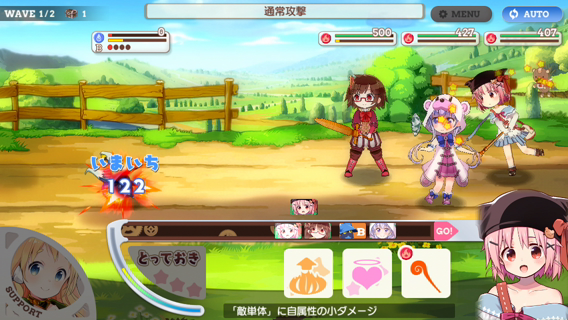 WAVE 1/2
1
通常攻撃
MENU
AUTO
0
B
500
427
407
いまいち
122
B
GO!
とっておき
SUPPORT
「敵単体」に自属性の小ダメージ